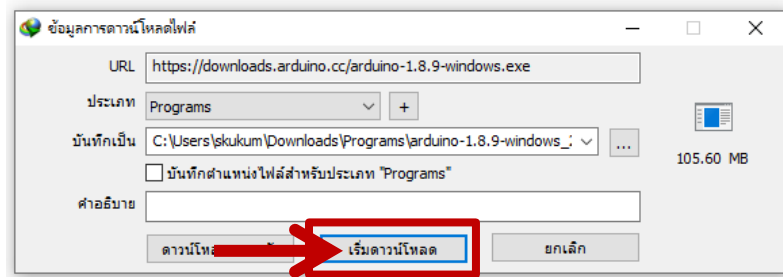 ข้อมูลการดาวน์โหลดไฟล์
URL https://downloads.arduino.cc/arduino-1.8.9-windows.exe
ประเภท Programs +
บันทึกเป็น C:\Users\skukum\Downloads\Programs\arduino-1.8.9-windows_ ...
105.60 MB
บันทึกตำแหน่งไฟล์สำหรับประเภท "Programs"
คำอธิบาย
เริ่มดาวน์โหลด ยกเลิก